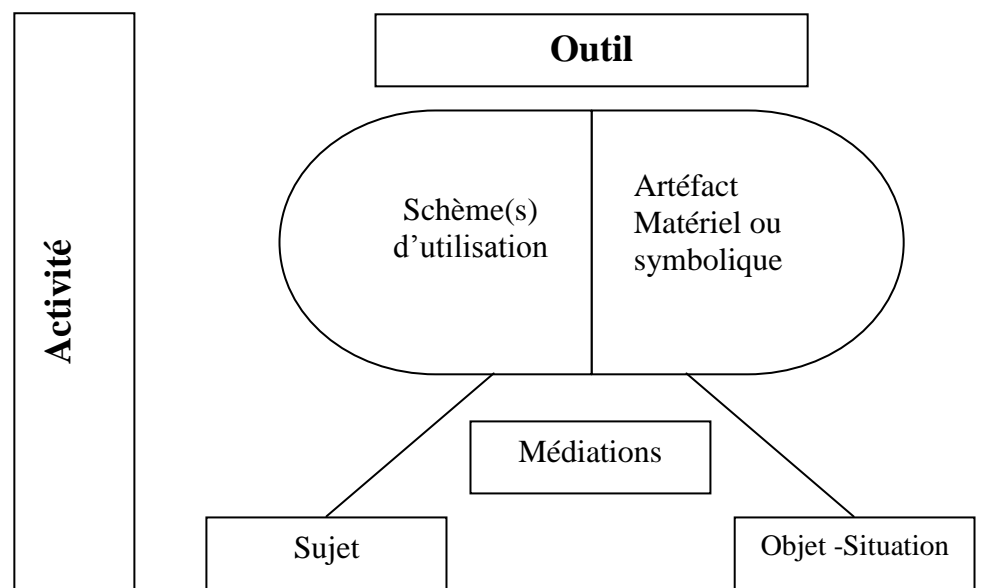 Outil
Schème(s)
d’utilisation
Artéfact
Matériel ou
symbolique
Activité
Médiations
Sujet
Objet -Situation